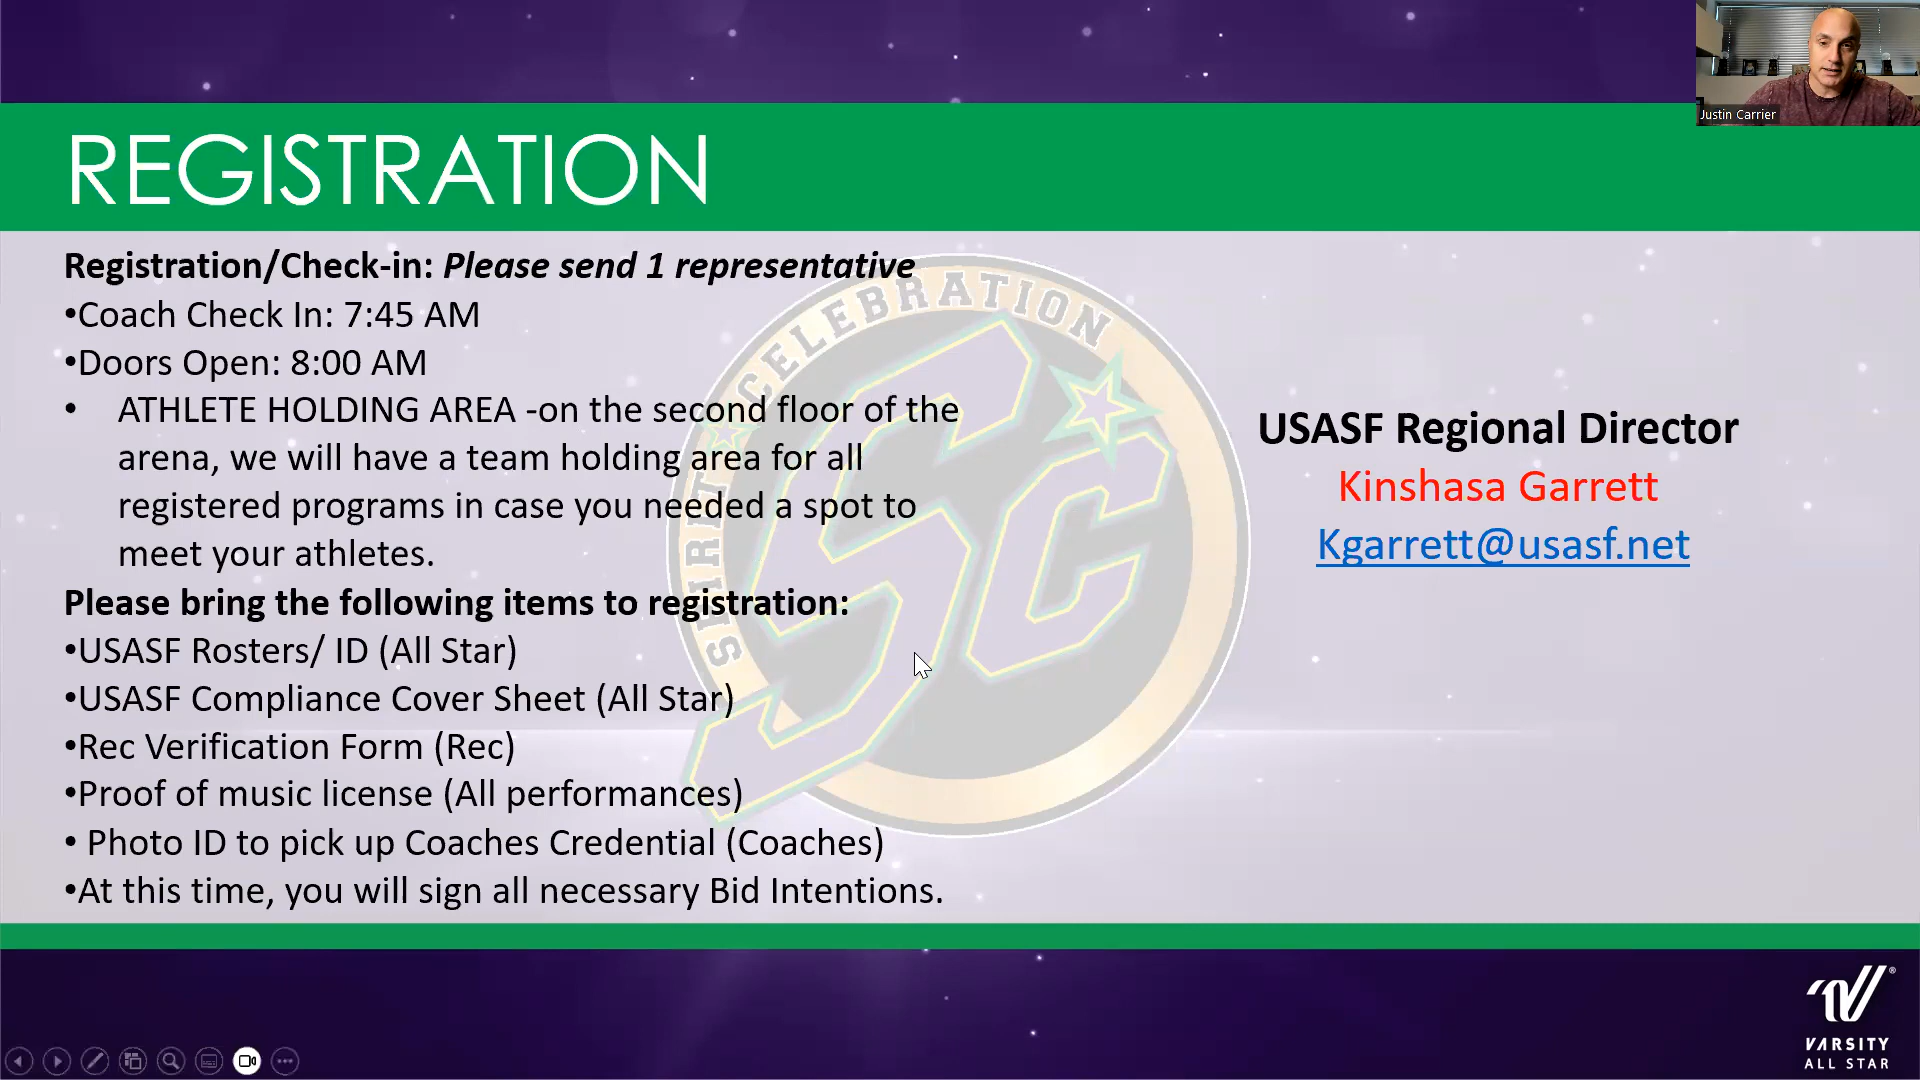 Justin Carrier
REGISTRATION
Registration/Check-in: Please send 1 representative
•Coach Check In: 7:45 AM
•Doors Open: 8:00 AM
• ATHLETE HOLDING AREA -on the second floor of the
arena, we will have a team holding area for all
registered programs in case you needed a spot to
meet your athletes.
Please bring the following items to registration:
•USASF Rosters/ ID (All Star)
•USASF Compliance Cover Sheet (All Star)
•Rec Verification Form (Rec)
•Proof of music license (All performances)
• Photo ID to pick up Coaches Credential (Coaches)
•At this time, you will sign all necessary Bid Intentions.
USASF Regional Director
Kinshasa Garrett
Kgarrett@usasf.net
SPIRIT CELEBRATION
SC
VARSITY
ALL STAR